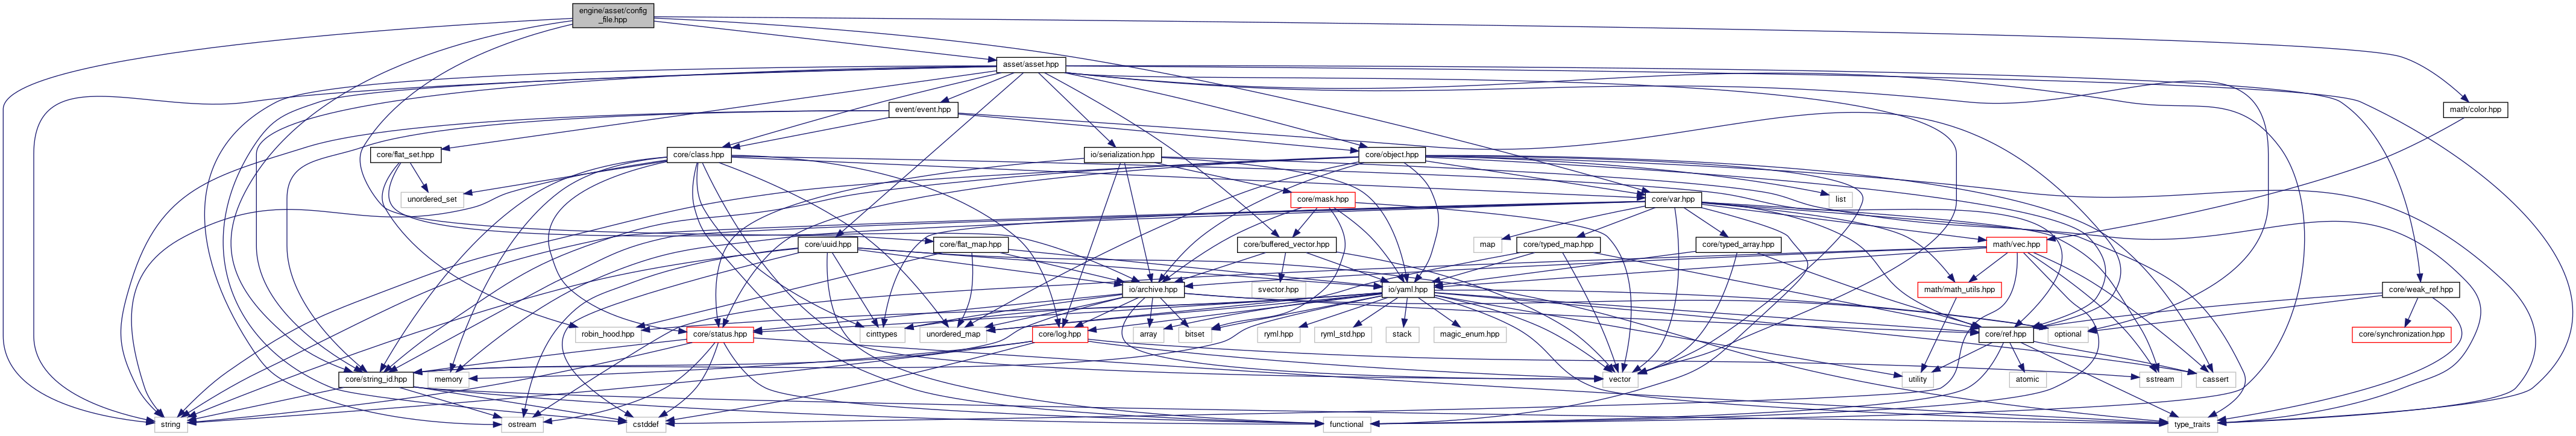 engine/asset/config
_file.hpp
asset/asset.hpp
event/event.hpp
math/color.hpp
core/flat_set.hpp
core/class.hpp
io/serialization.hpp
core/object.hpp
unordered_set
core/mask.hpp
core/var.hpp
list
core/uuid.hpp
core/flat_map.hpp
core/buffered_vector.hpp
map
core/typed_map.hpp
core/typed_array.hpp
math/vec.hpp
io/archive.hpp
svector.hpp
io/yaml.hpp
math/math_utils.hpp
core/weak_ref.hpp
robin_hood.hpp
core/status.hpp
cinttypes
unordered_map
core/log.hpp
array
bitset
ryml.hpp
ryml_std.hpp
stack
magic_enum.hpp
core/ref.hpp
optional
core/synchronization.hpp
core/string_id.hpp
memory
vector
utility
atomic
sstream
cassert
string
ostream
cstddef
functional
type_traits